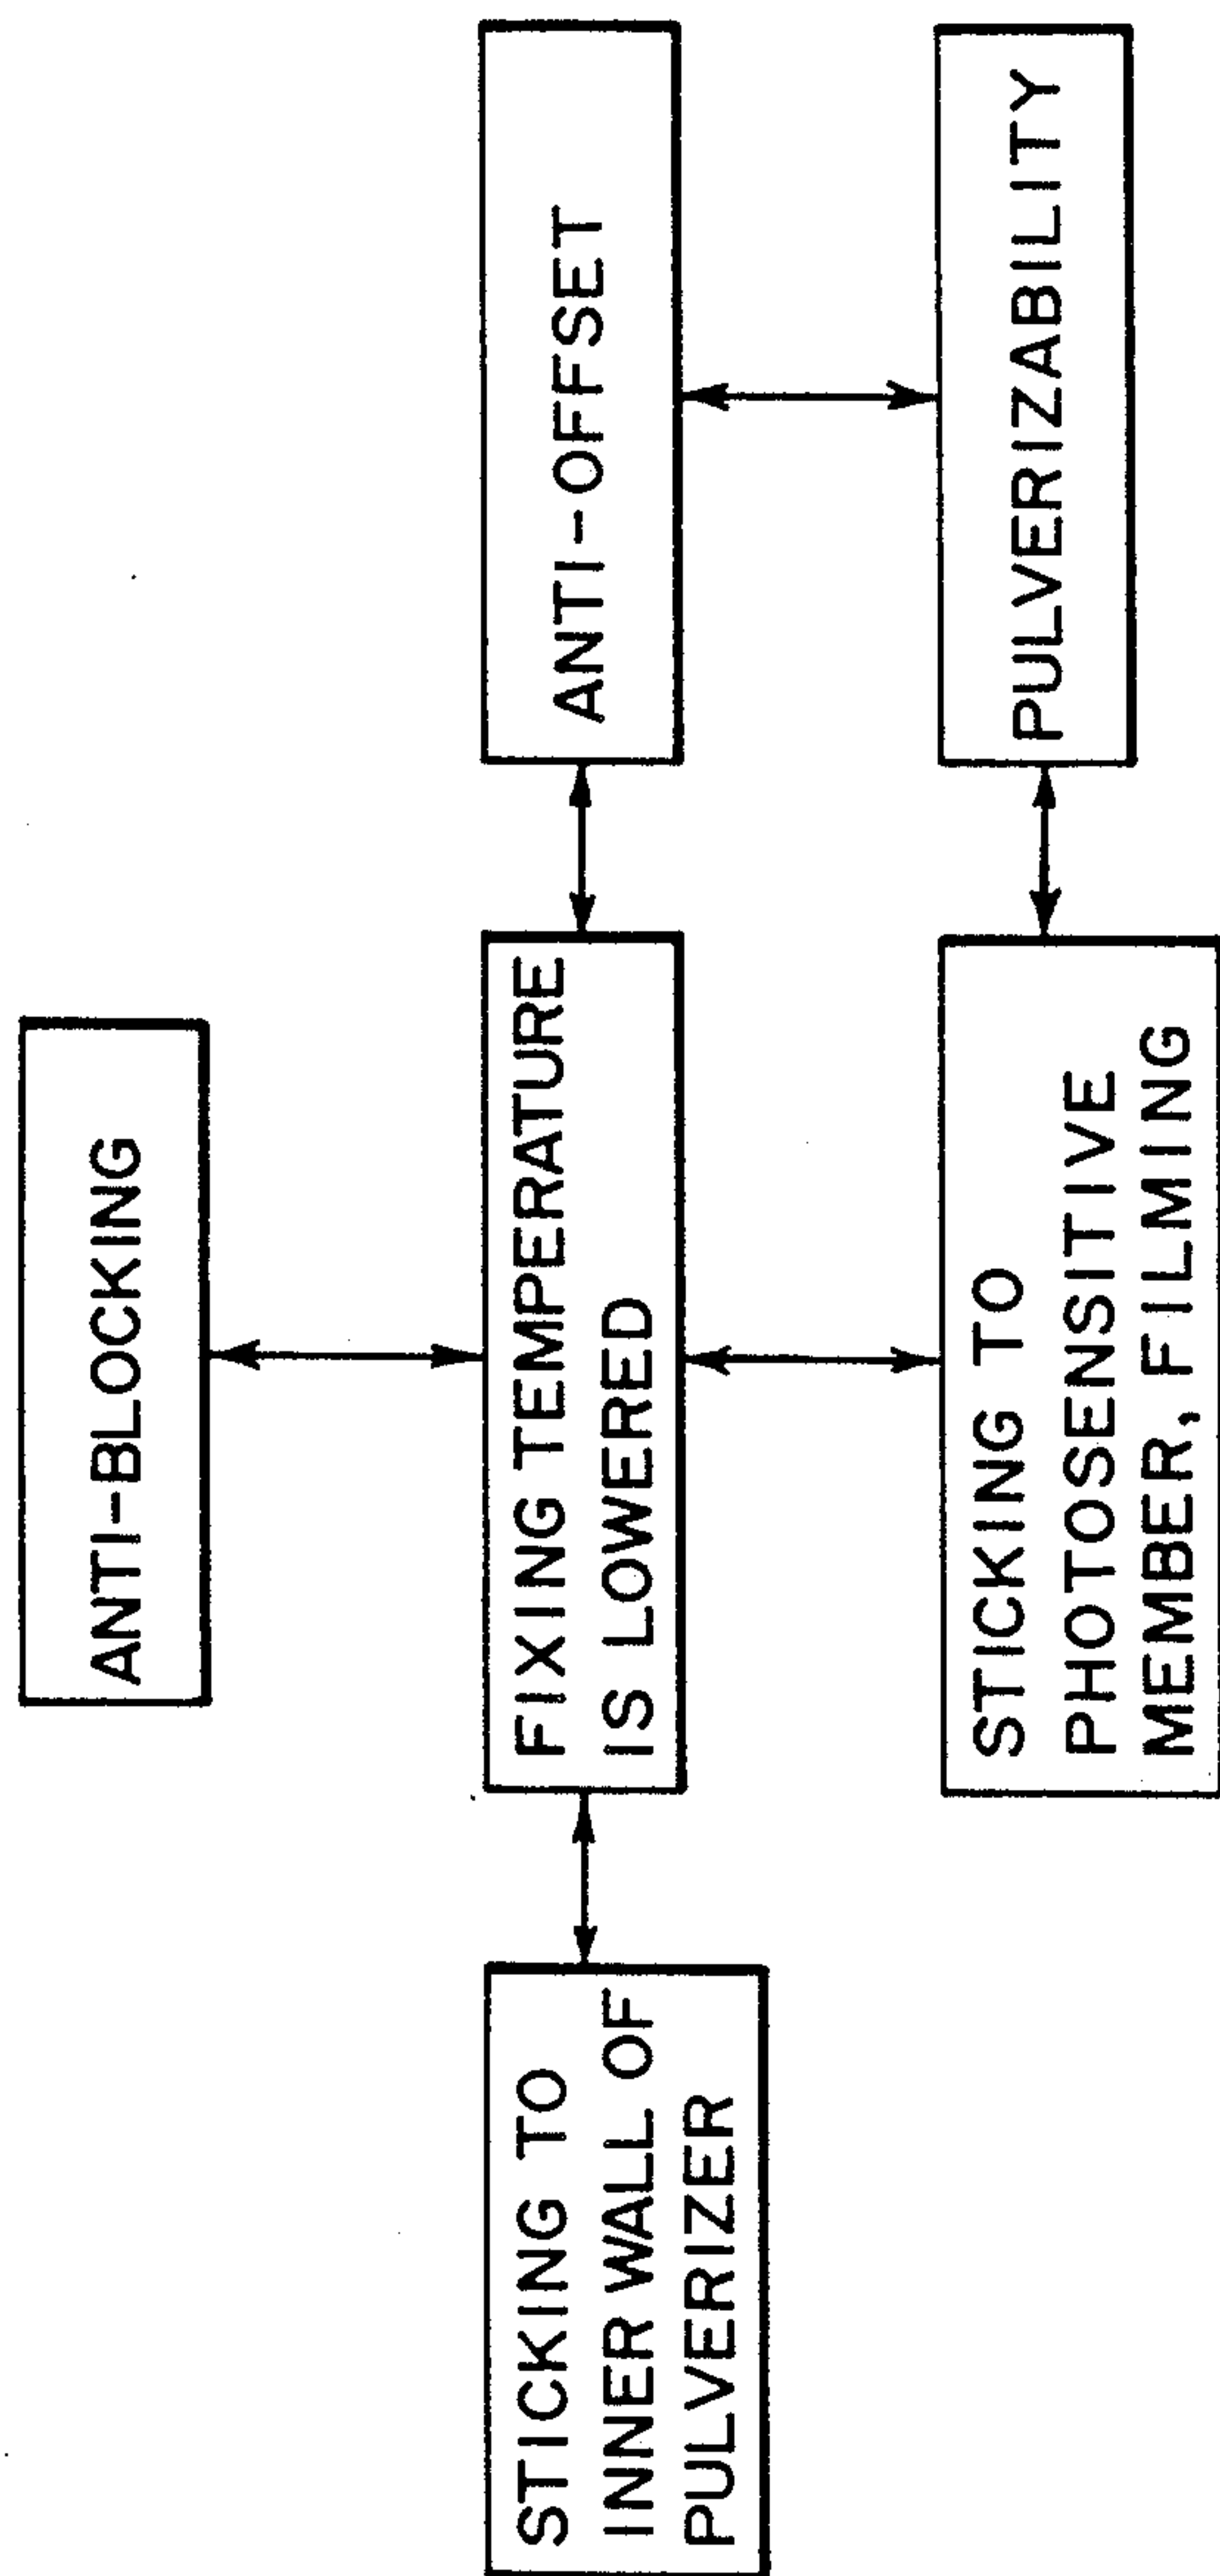 ANTI-BLOCKING
STICKING TO
INNER WALL OF
PULVERIZER
FIXING TEMPERATURE
IS LOWERED
ANTI-OFFSET
STICKING TO
PHOTOSENSITIVE
MEMBER, FILMING
PULVERIZABILITY